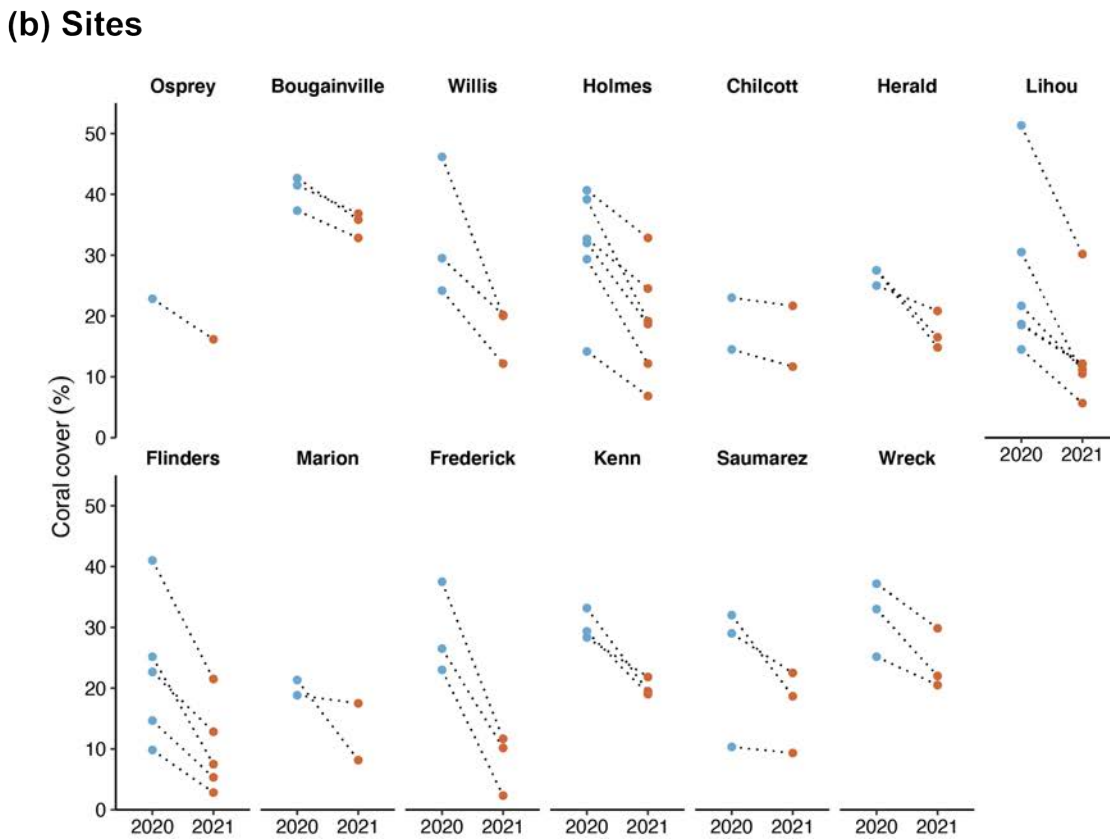 (b) Sites
Osprey Bougainville Willis Holmes Chilcott Herald Lihou
50
40
30
20
10
0
2020 2021
Coral cover (%)
Flinders Marion Frederick Kenn Saumarez Wreck
50
40
30
20
10
0
2020 2021 2020 2021 2020 2021 2020 2021 2020 2021 2020 2021